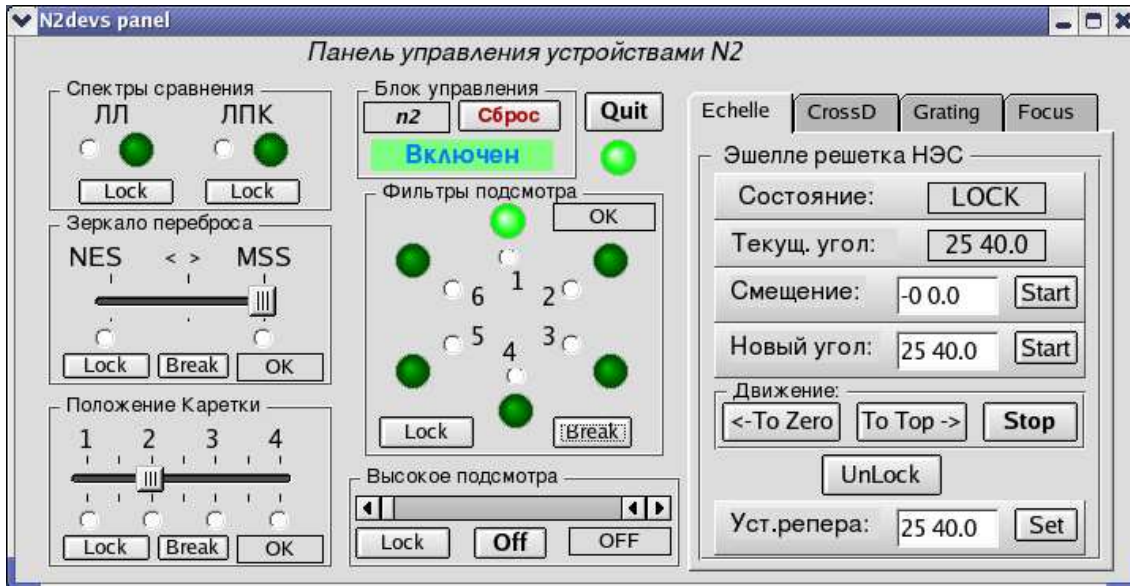 N2devs panel
Панель управления устройствами N2
Спектры сравнения
ЛЛ ЛПК
Lock Lock
Зеркало переброса
NES < > MSS
Lock Break OK
Положение Каретки
1 2 3 4
Lock Break OK
Блок управления
n2 Сброс
Включен
Quit
Фильтры подсмотра
OK
1
6 2
5 3
4
Lock Break
Высокое подсмотра
Lock Off OFF
Echelle CrossD Grating Focus
Эшелле решетка НЭС
Состояние: LOCK
Текущ. угол: 25 40.0
Смещение: -0 0.0 Start
Новый угол: 25 40.0 Start
Движение:
<-To Zero To Top -> Stop
UnLock
Уст.репера: 25 40.0 Set